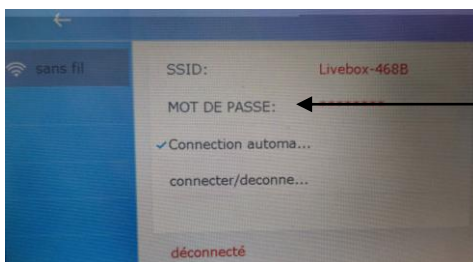 sans fil
SSID: Livebox-468B
MOT DE PASSE: ********
✓Connection automa...
connecter/deconne...
déconnecté